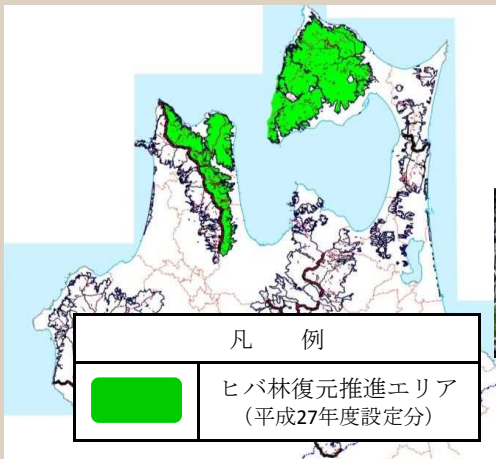 凡　例
ヒバ林復元推進エリア
（平成27年度設定分）